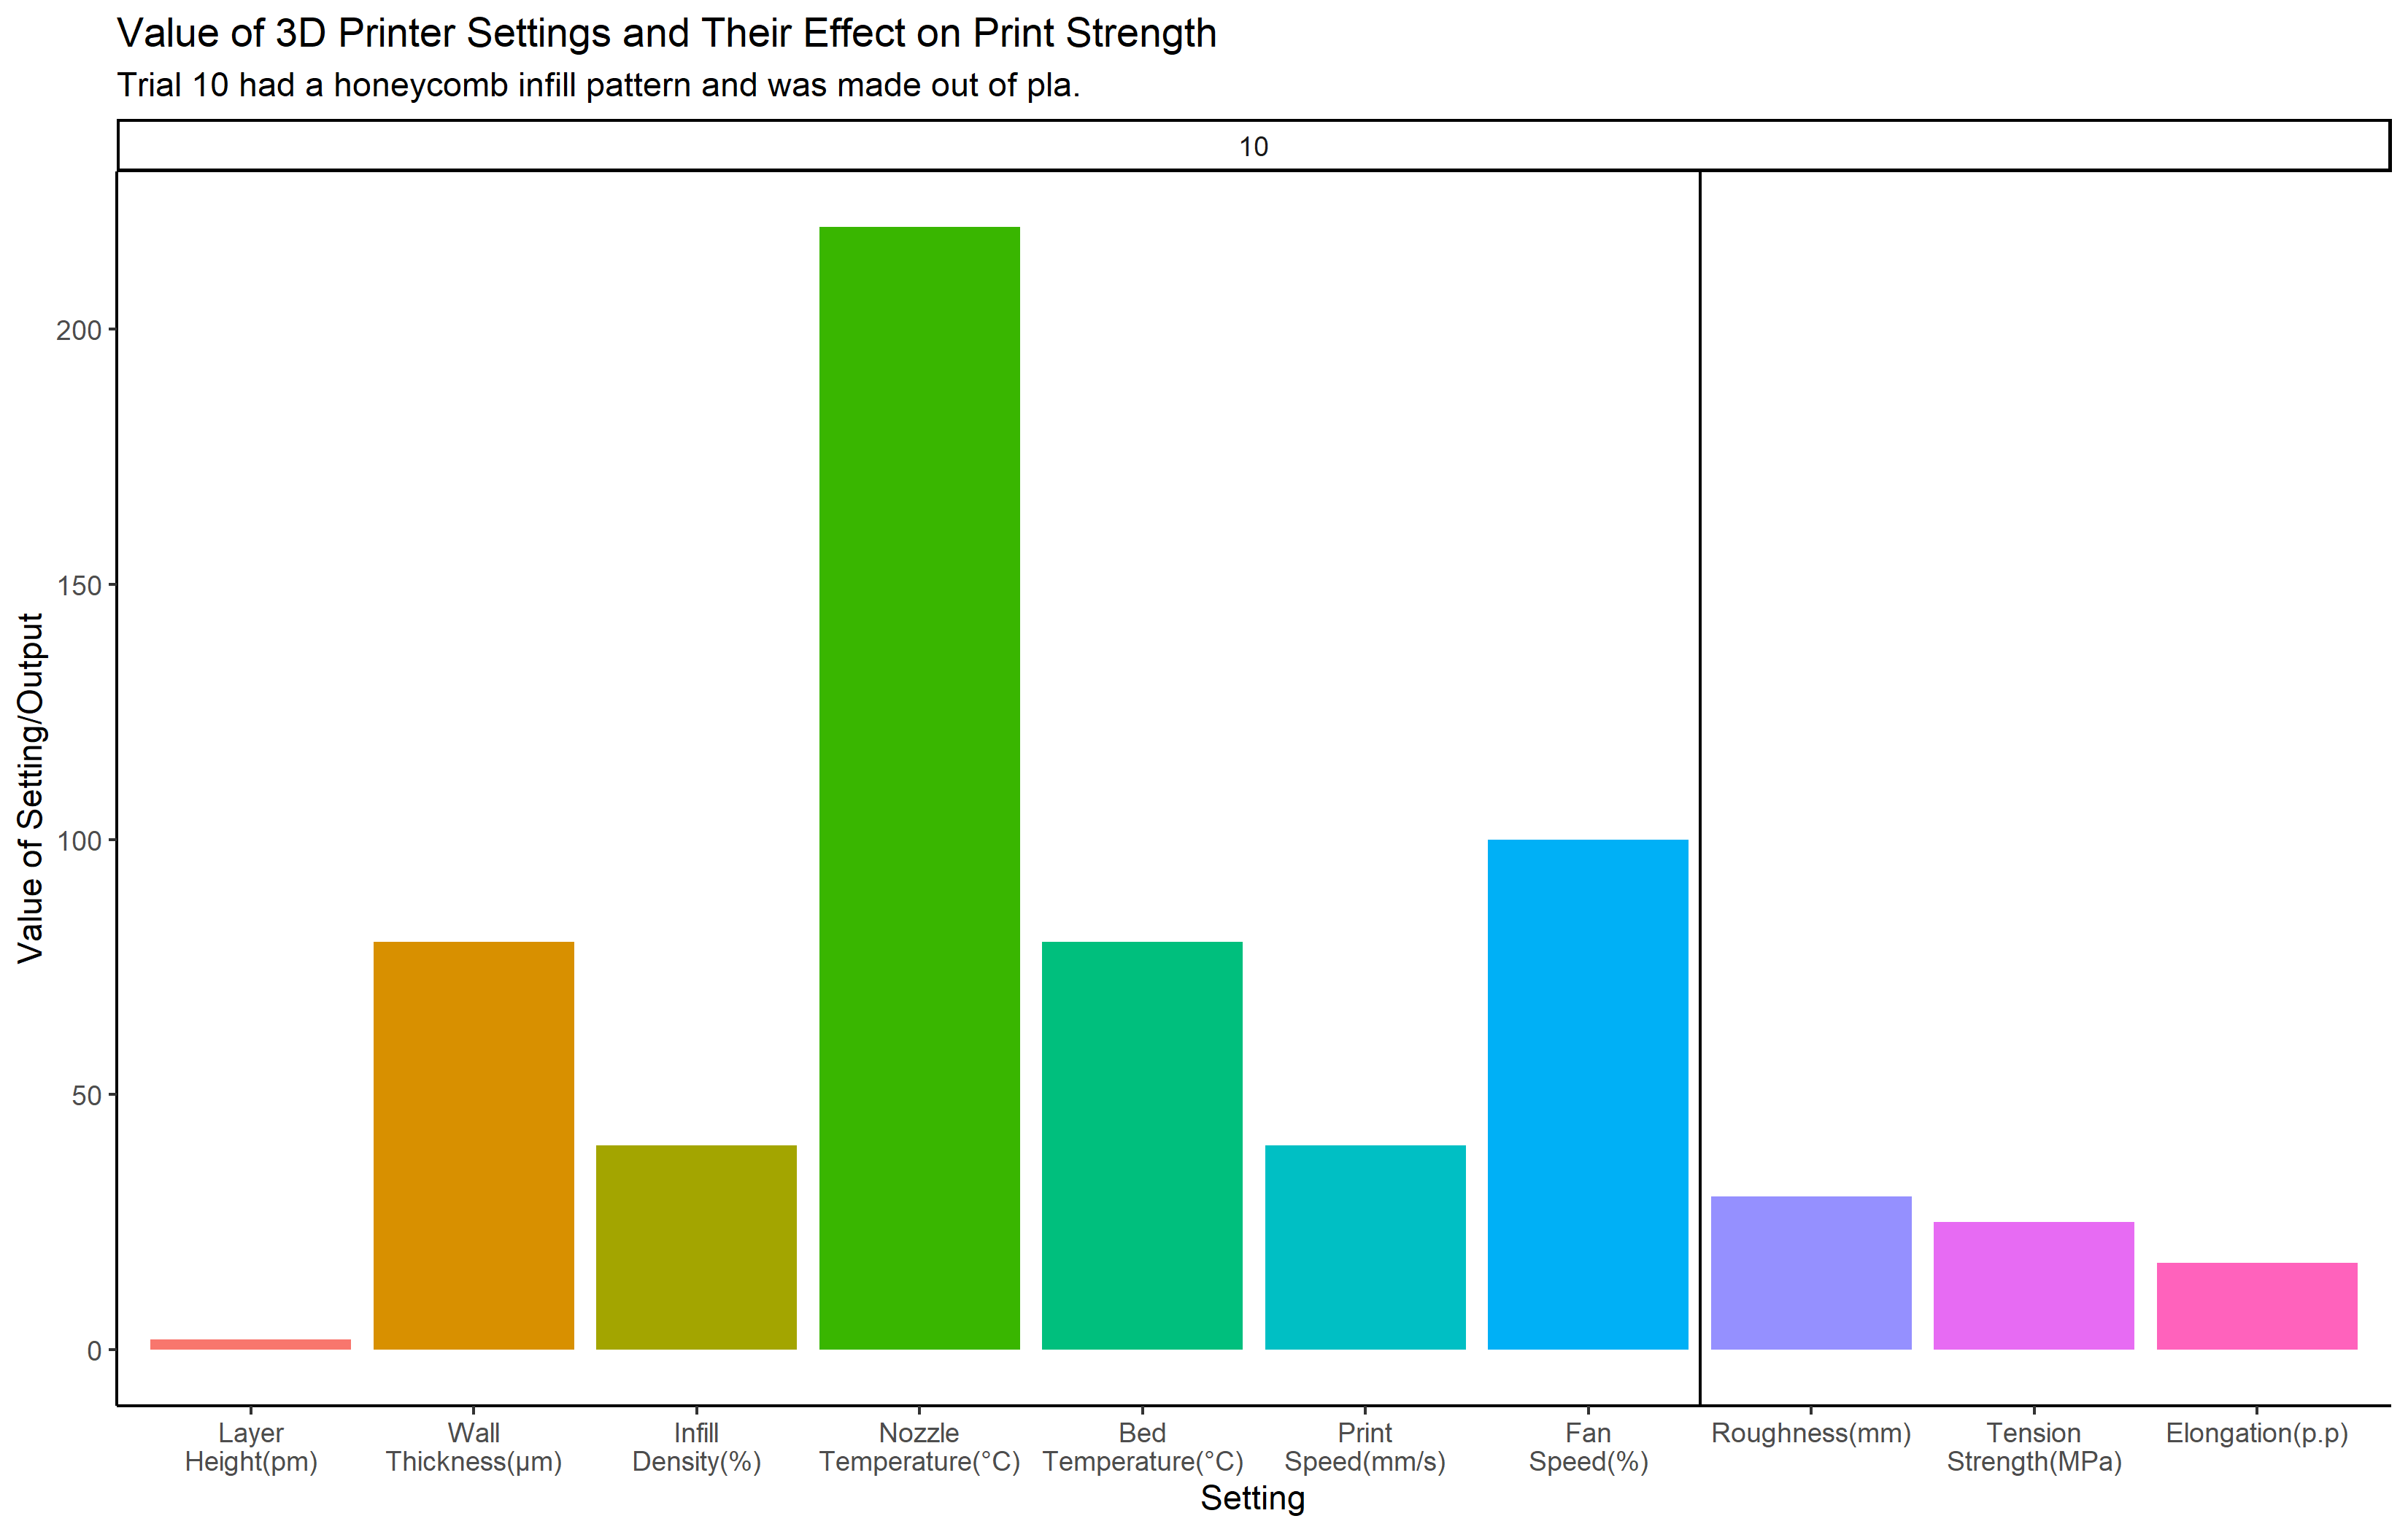 Value of 3D Printer Settings and Their Effect on Print Strength
Trial 10 had a honeycomb infill pattern and was made out of pla.
10
Value of Setting/Output
200
150
100
50
0
Layer
Height(pm)
Wall
Thickness(µm)
Infill
Density(%)
Nozzle
Temperature(°C)
Bed
Temperature(°C)
Print
Speed(mm/s)
Fan
Speed(%)
Roughness(mm)
Tension
Strength(MPa)
Elongation(p.p)
Setting